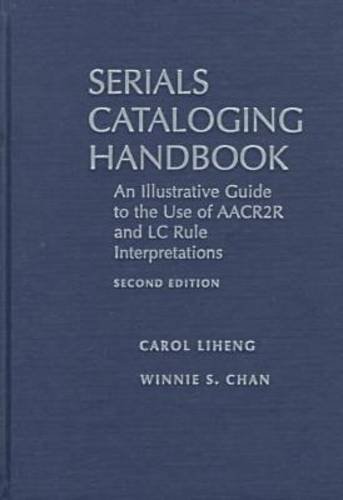 SERIALS
CATALOGING
HANDBOOK
An Illustrative Guide
to the Use of AACR2R
and LC Rule
Interpretations
SECOND EDITION
CAROL LIHENG
WINNIE S. CHAN